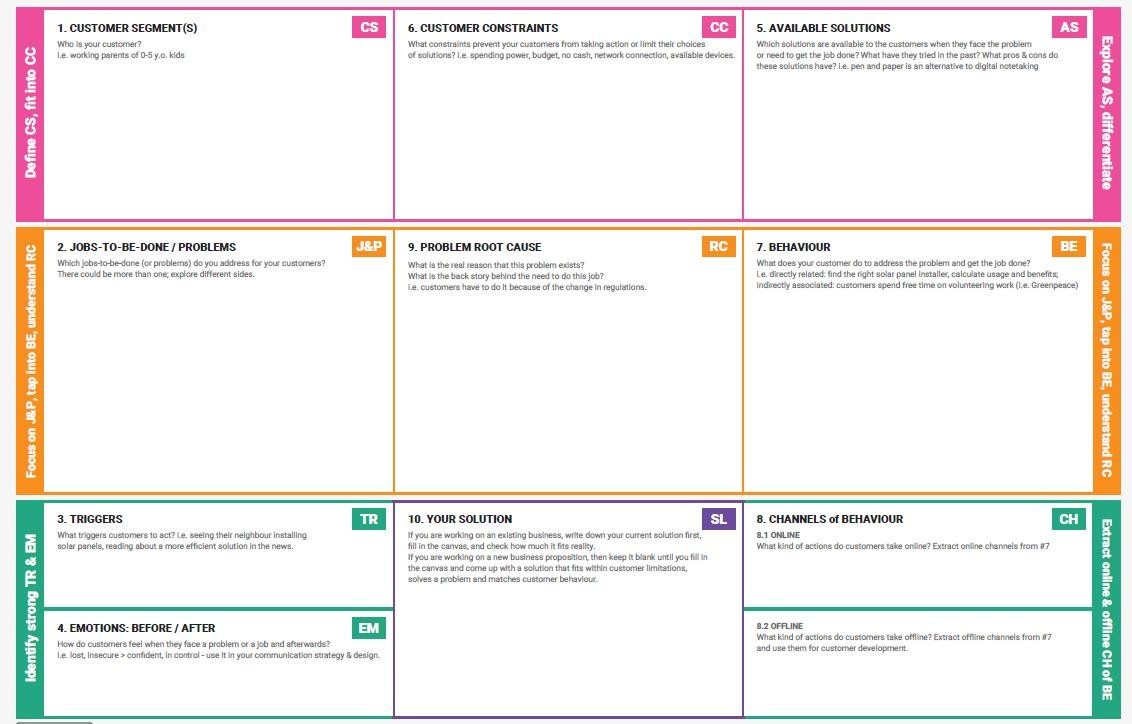 Define CS, fit into CC
1. CUSTOMER SEGMENT(S)
CS
Who is your customer?
i.e. working parents of 0-5 y.o. kids
6. CUSTOMER CONSTRAINTS
CC
What constraints prevent your customers from taking action or limit their choices
of solutions? i.e. spending power, budget, no cash, network connection, available devices.
5. AVAILABLE SOLUTIONS
AS
Which solutions are available to the customers when they face the problem
or need to get the job done? What have they tried in the past? What pros & cons do
these solutions have? i.e. pen and paper is an alternative to digital notetaking
Explore AS, differentiate
Focus on J&P, tap into BE, understand RC
2. JOBS-TO-BE-DONE / PROBLEMS
J&P
Which jobs-to-be-done (or problems) do you address for your customers?
There could be more than one; explore different sides.
9. PROBLEM ROOT CAUSE
RC
What is the real reason that this problem exists?
What is the back story behind the need to do this job?
i.e. customers have to do it because of the change in regulations.
7. BEHAVIOUR
BE
What does your customer do to address the problem and get the job done?
i.e. directly related: find the right solar panel installer, calculate usage and benefits;
indirectly associated: customers spend free time on volunteering work (i.e. Greenpeace)
Focus on J&P, tap into BE, understand RC
Identify strong TR & EM
3. TRIGGERS
TR
What triggers customers to act? i.e. seeing their neighbour installing
solar panels, reading about a more efficient solution in the news.
4. EMOTIONS: BEFORE / AFTER
EM
How do customers feel when they face a problem or a job and afterwards?
i.e. lost, insecure > confident, in control - use it in your communication strategy & design.
10. YOUR SOLUTION
SL
If you are working on an existing business, write down your current solution first,
fill in the canvas, and check how much it fits reality.
If you are working on a new business proposition, then keep it blank until you fill in
the canvas and come up with a solution that fits within customer limitations,
solves a problem and matches customer behaviour.
8. CHANNELS of BEHAVIOUR
CH
8.1 ONLINE
What kind of actions do customers take online? Extract online channels from #7
8.2 OFFLINE
What kind of actions do customers take offline? Extract offline channels from #7
and use them for customer development.
Extract online & offline CH of BE